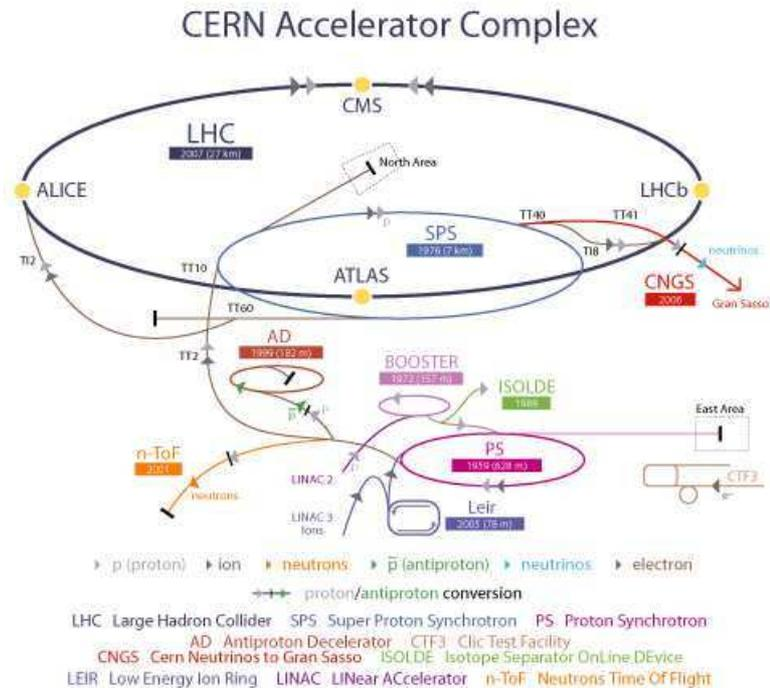 CERN Accelerator Complex
CMS
LHC
2007 (27 km)
North Area
ALICE
LHCb
TT40
TT41
SPS
1976 (7 km)
TI8
neutrinos
TI2
TT10
ATLAS
CNGS
2006
Gran Sasso
TT60
AD
1999 (182 m)
TT2
BOOSTER
1972 (157 m)
ISOLDE
1989
East Area
p
p̅
p
p
n-ToF
2001
PS
1959 (628 m)
LINAC 2
neutrons
CTF3
e-
LINAC 3
Ions
Leir
2005 (78 m)
p (proton) ion neutrons p̅ (antiproton) neutrinos electron
proton/antiproton conversion
LHC Large Hadron Collider SPS Super Proton Synchrotron PS Proton Synchrotron
AD Antiproton Decelerator CTF3 Clic Test Facility
CNGS Cern Neutrinos to Gran Sasso ISOLDE Isotope Separator OnLine DEvice
LEIR Low Energy Ion Ring LINAC LINear ACcelerator n-ToF Neutrons Time Of Flight